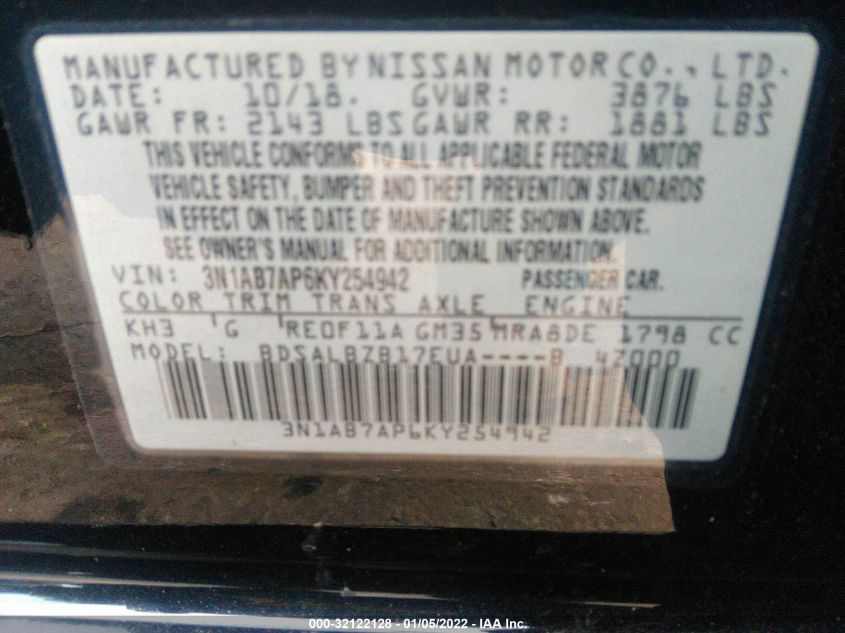 MANUFACTURED BY NISSAN MOTOR CO., LTD.
DATE: 10/18. GVWR: 3876 LBS
GAWR FR: 2143 LBS GAWR RR: 1881 LBS
THIS VEHICLE CONFORMS TO ALL APPLICABLE FEDERAL MOTOR
VEHICLE SAFETY, BUMPER AND THEFT PREVENTION STANDARDS
IN EFFECT ON THE DATE OF MANUFACTURE SHOWN ABOVE.
SEE OWNER'S MANUAL FOR ADDITIONAL INFORMATION.
VIN: 3N1AB7AP6KY254942 PASSENGER CAR.
COLOR TRIM TRANS AXLE ENGINE
KH3 G RE0F11A GM35 MRA8DE 1798 CC
MODEL: BDSALBZB17EUA----B 4Z000
3N1AB7AP6KY254942
000-32122128 - 01/05/2022 - IAA Inc.